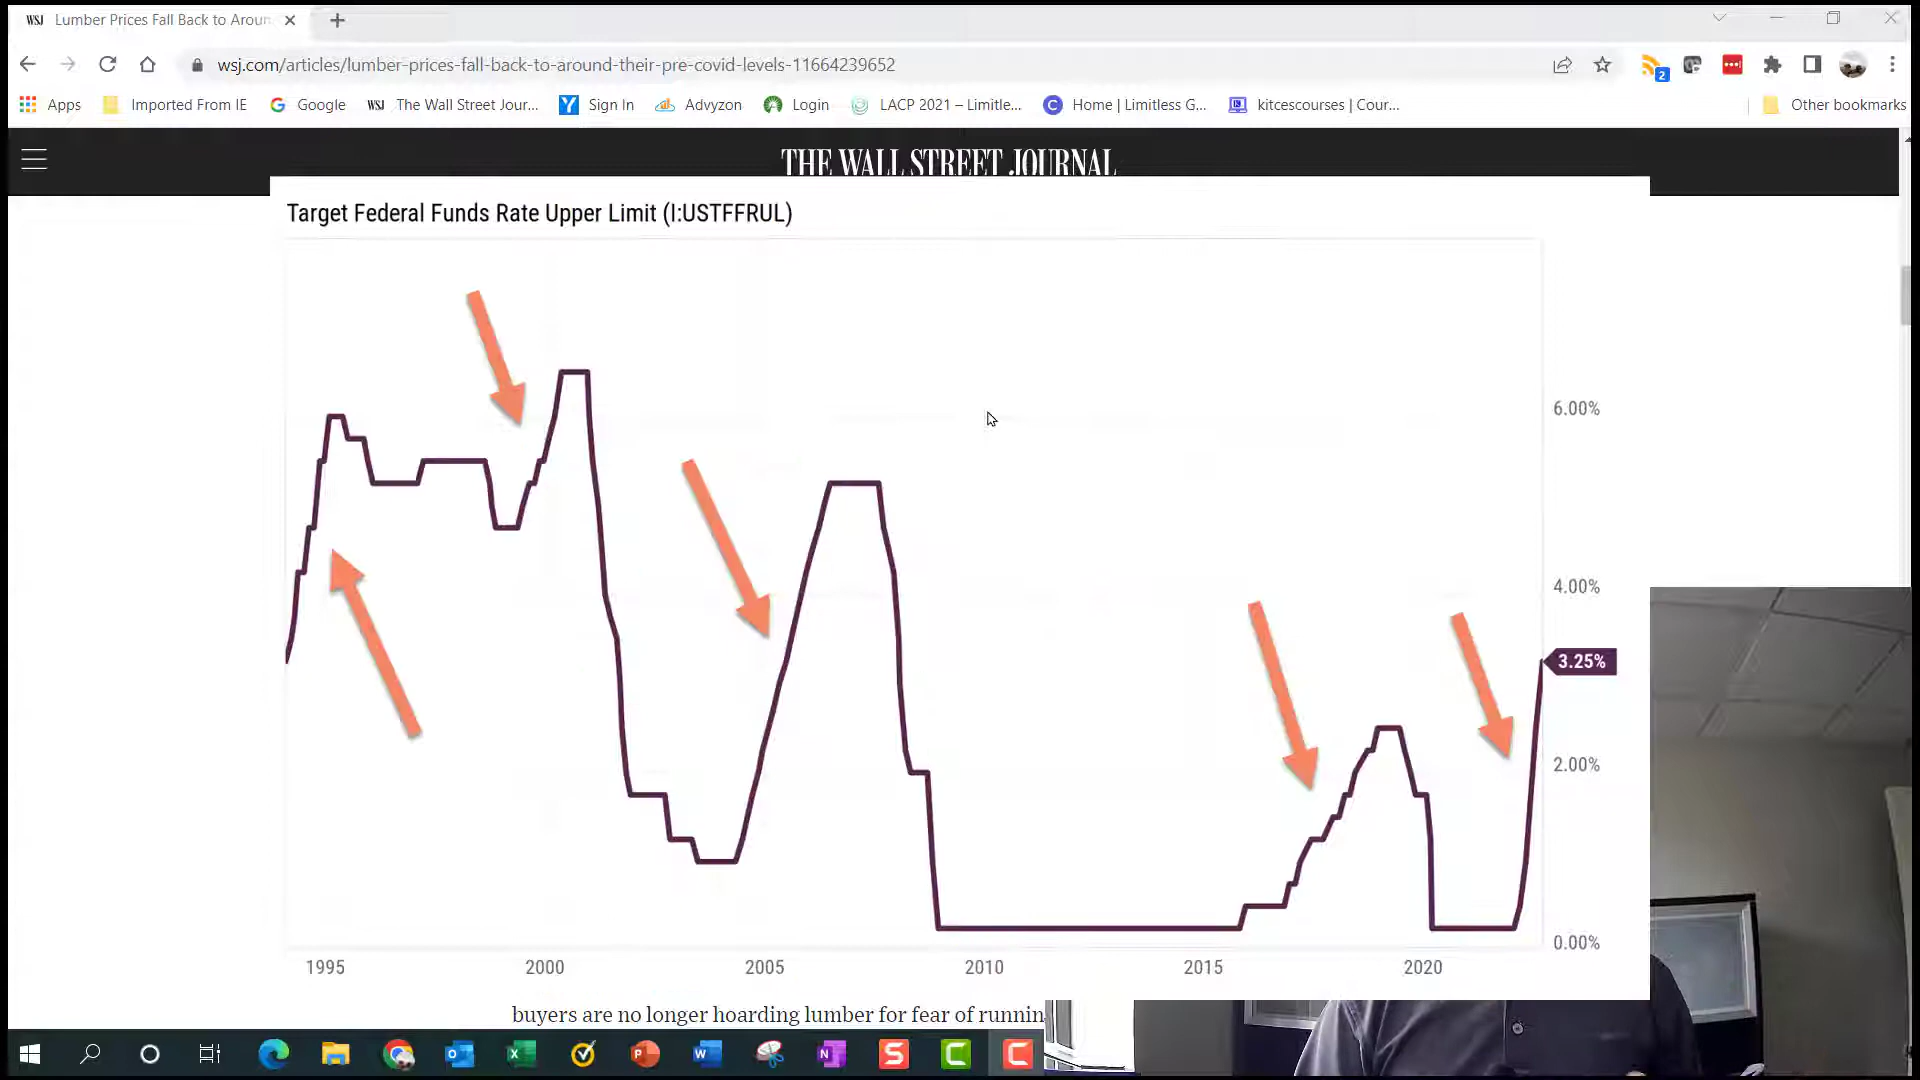 WSJ Lumber Prices Fall Back to Aroun
wsj.com/articles/lumber-prices-fall-back-to-around-their-pre-covid-levels-11664239652
2
Apps Imported From IE Google WSJ The Wall Street Jour... Sign In Advyzon Login LACP 2021 – Limitle... Home | Limitless G... kitcescourses | Cour... Other bookmarks
THE WALL STREET JOURNAL
Target Federal Funds Rate Upper Limit (I:USTFFRUL)
6.00%
4.00%
3.25%
2.00%
0.00%
1995 2000 2005 2010 2015 2020
buyers are no longer hoarding lumber for fear of runnin